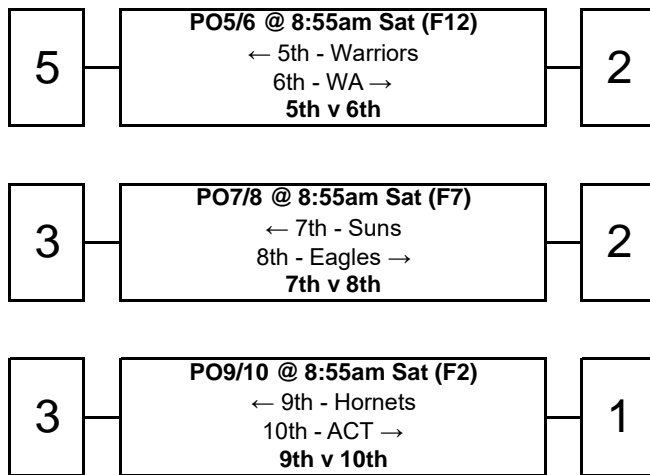 PO5/6 @ 8:55am Sat (F12)
← 5th - Warriors
6th - WA →
5th v 6th
5
2
PO7/8 @ 8:55am Sat (F7)
← 7th - Suns
8th - Eagles →
7th v 8th
3
2
PO9/10 @ 8:55am Sat (F2)
← 9th - Hornets
10th - ACT →
9th v 10th
3
1